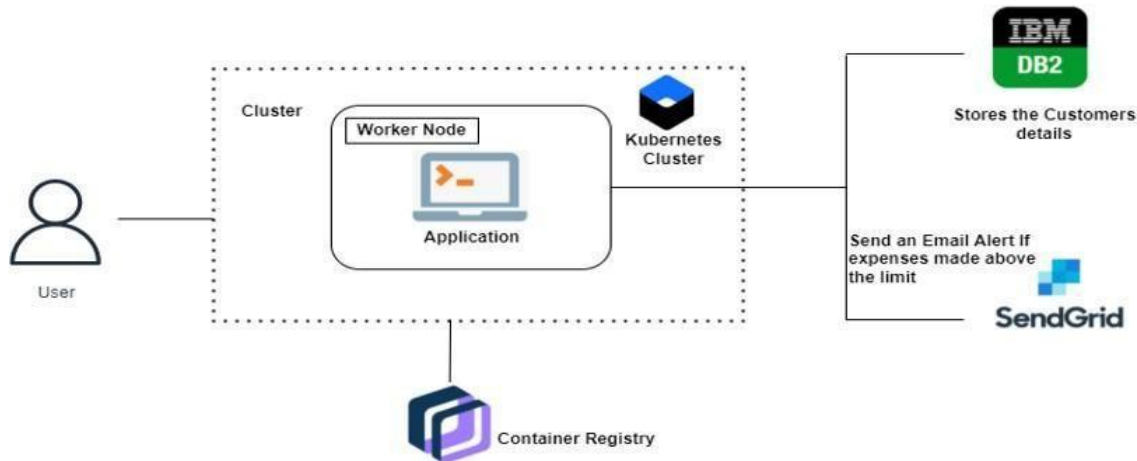 IBM
DB2
Stores the Customers
details
Cluster
Worker Node
Kubernetes
Cluster
Application
User
Send an Email Alert If
expenses made above
the limit
SendGrid
Container Registry